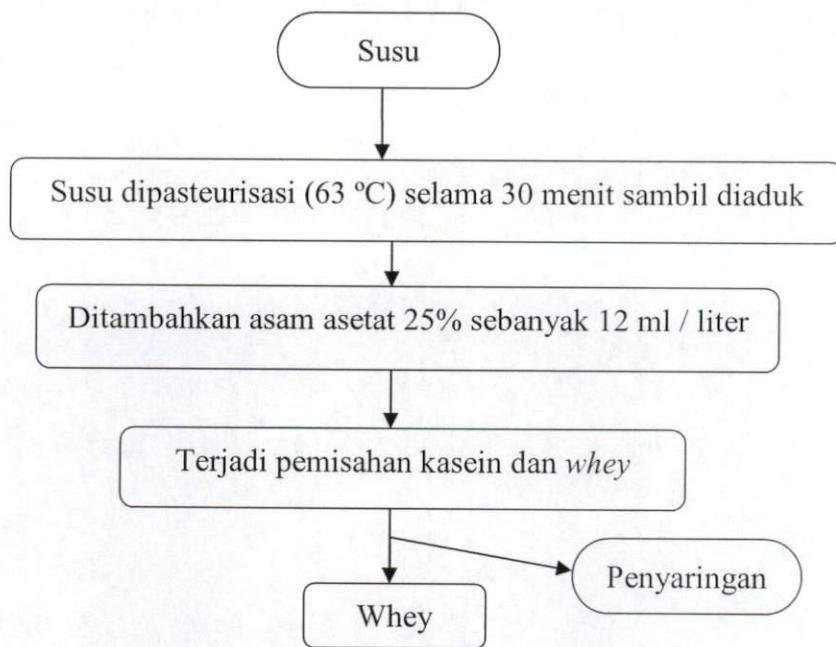 Susu
Susu dipasteurisasi (63 ºC) selama 30 menit sambil diaduk
Ditambahkan asam asetat 25% sebanyak 12 ml / liter
Terjadi pemisahan kasein dan whey
Penyaringan
Whey